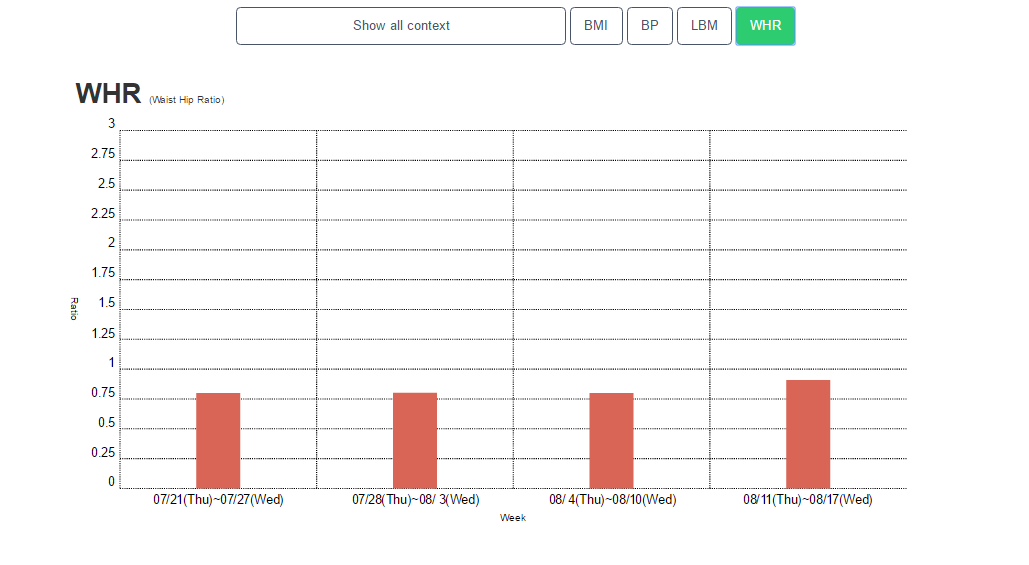 Show all context BMI BP LBM WHR
WHR (Waist Hip Ratio)
3
2.75
2.5
2.25
2
1.75
1.5
1.25
1
0.75
0.5
0.25
0
Ratio
07/21(Thu)~07/27(Wed) 07/28(Thu)~08/ 3(Wed) 08/ 4(Thu)~08/10(Wed) 08/11(Thu)~08/17(Wed)
Week